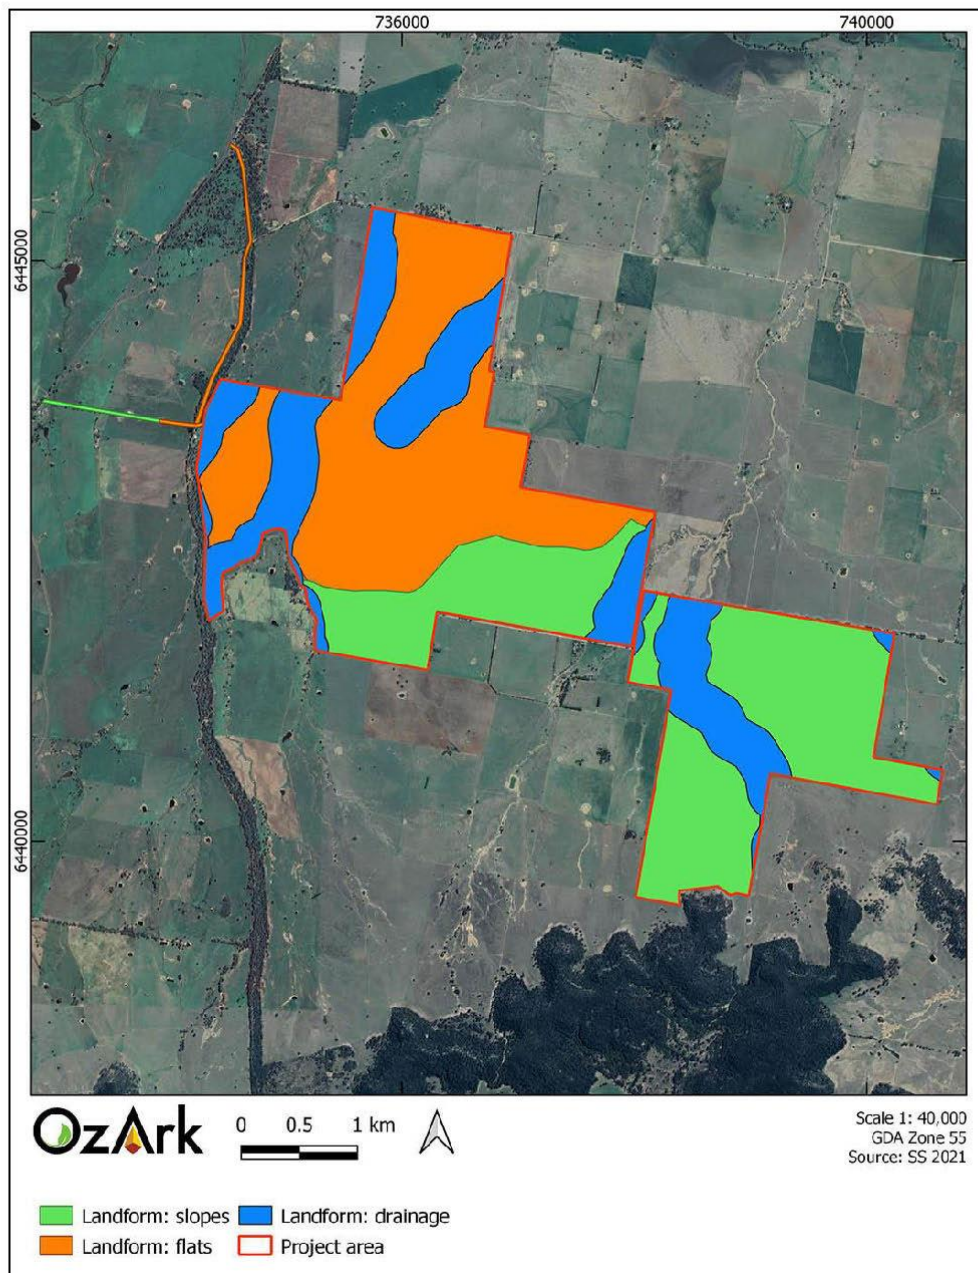 736000 740000
6445000
6440000
OzArk
0 0.5 1 km
Scale 1: 40,000
GDA Zone 55
Source: SS 2021
Landform: slopes Landform: drainage
Landform: flats Project area